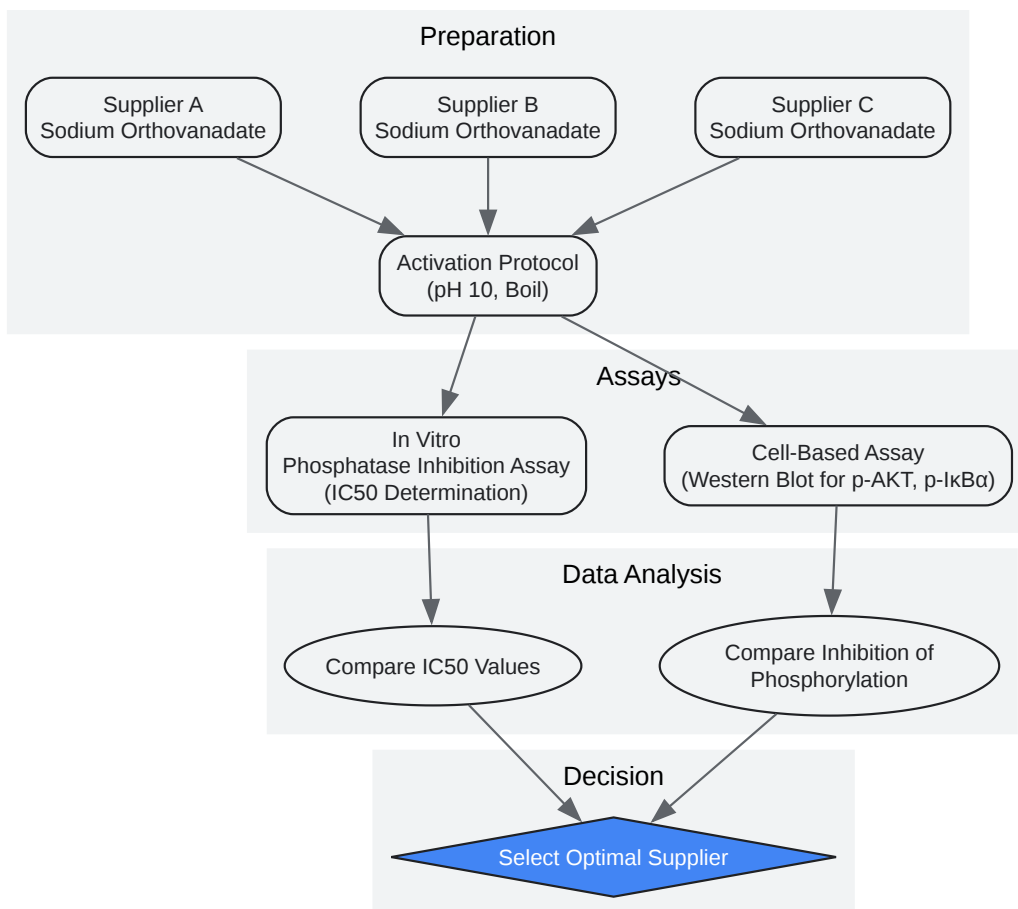 Preparation
Supplier A
Sodium Orthovanadate
Supplier B
Sodium Orthovanadate
Supplier C
Sodium Orthovanadate
Activation Protocol
(pH 10, Boil)
Assays
In Vitro
Phosphatase Inhibition Assay
(IC50 Determination)
Cell-Based Assay
(Western Blot for p-AKT, p-IκBα)
Data Analysis
Compare IC50 Values
Compare Inhibition of
Phosphorylation
Decision
Select Optimal Supplier